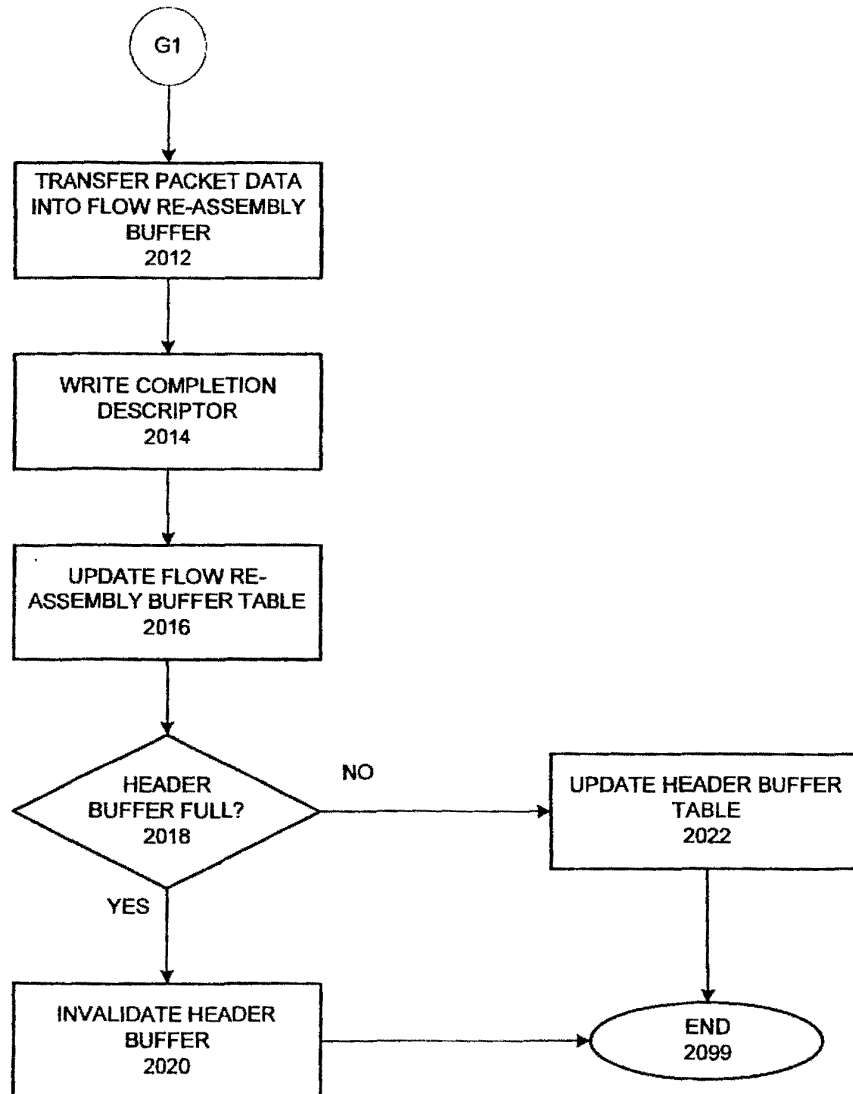 G1
TRANSFER PACKET DATA
INTO FLOW RE-ASSEMBLY
BUFFER
2012
WRITE COMPLETION
DESCRIPTOR
2014
UPDATE FLOW RE-
ASSEMBLY BUFFER TABLE
2016
HEADER
BUFFER FULL?
2018
NO
UPDATE HEADER BUFFER
TABLE
2022
YES
INVALIDATE HEADER
BUFFER
2020
END
2099